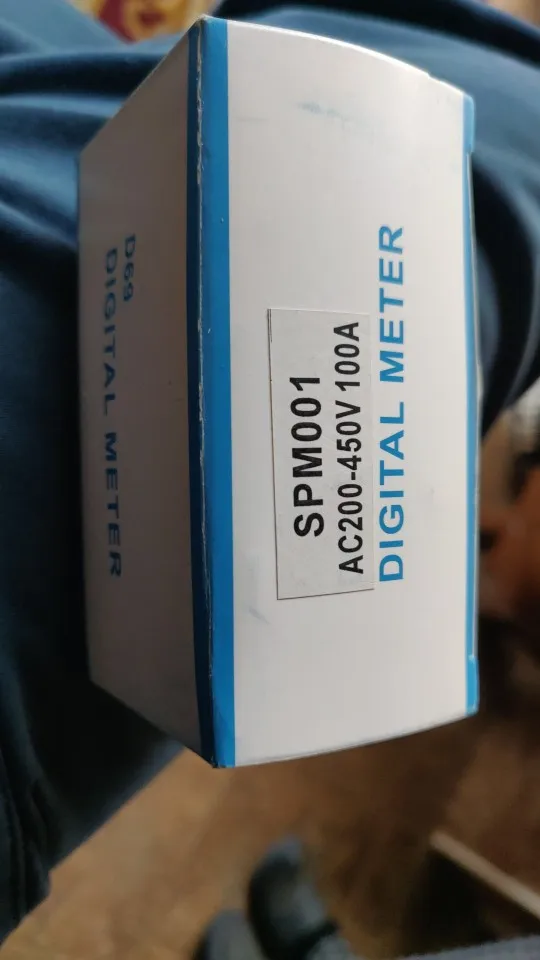 D69
DIGITAL METER
SPM001
AC200-450V 100A
DIGITAL METER